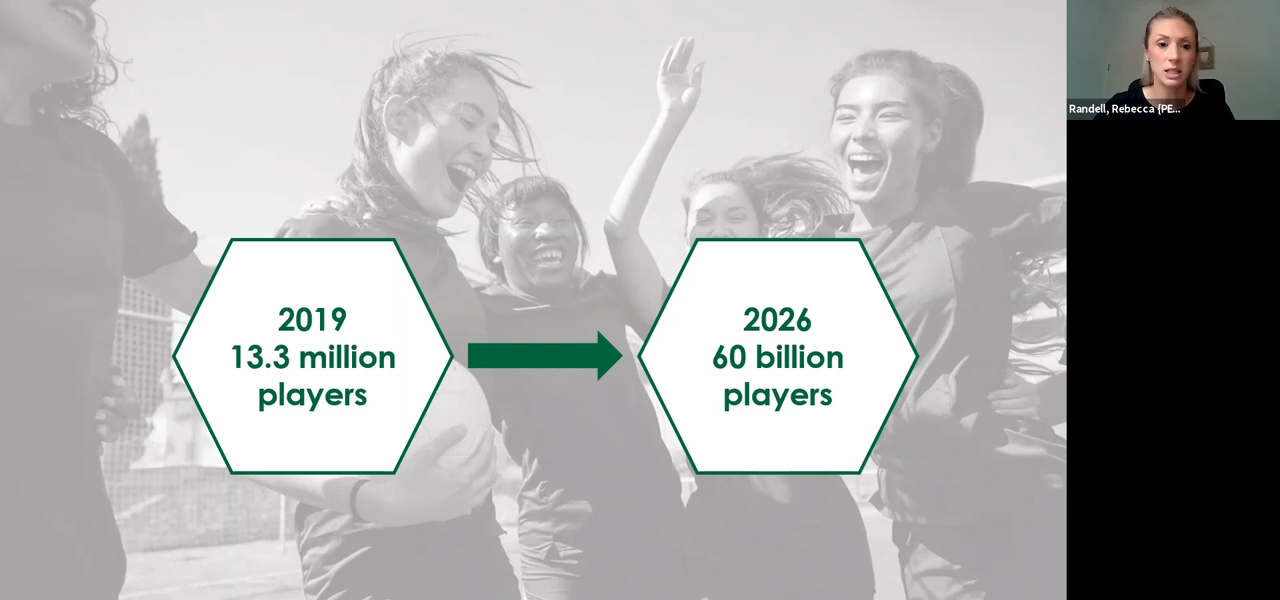 2019
13.3 million
players
2026
60 billion
players
Randell, Rebecca {PE...